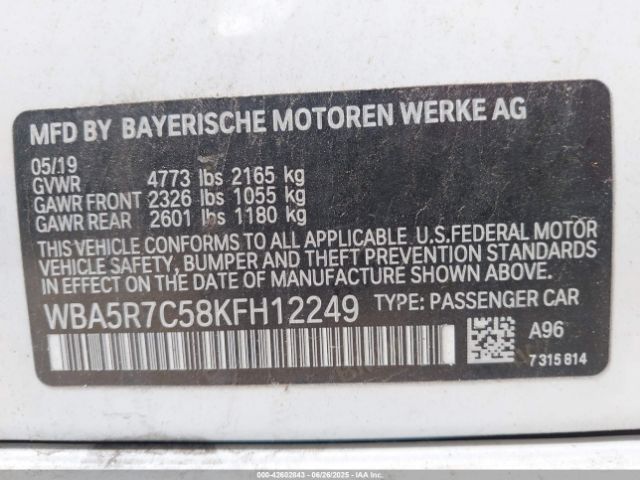 MFD BY BAYERISCHE MOTOREN WERKE AG
05/19
GVWR 4773 lbs 2165 kg
GAWR FRONT 2326 lbs 1055 kg
GAWR REAR 2601 lbs 1180 kg
THIS VEHICLE CONFORMS TO ALL APPLICABLE U.S.FEDERAL MOTOR
VEHICLE SAFETY, BUMPER AND THEFT PREVENTION STANDARDS
IN EFFECT ON THE DATE OF MANUFACTURE SHOWN ABOVE.
WBA5R7C58KFH12249 TYPE: PASSENGER CAR
A96
7 315 814
000-42602643 - 06/26/2025 - IAAI.COM COPART